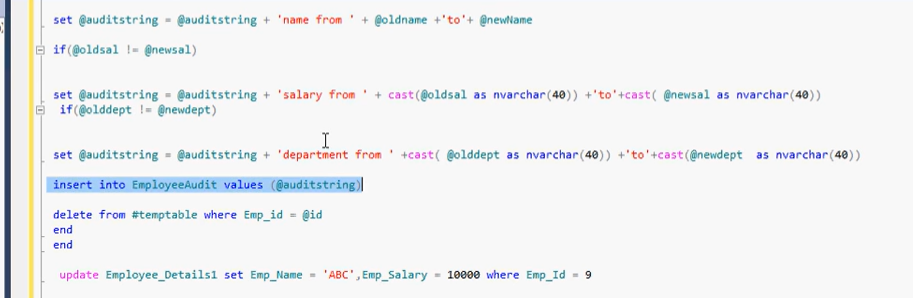 set @auditstring = @auditstring + 'name from ' + @oldname +'to'+ @newName
if(@oldsal != @newsal)
set @auditstring = @auditstring + 'salary from ' + cast(@oldsal as nvarchar(40)) +'to'+cast( @newsal as nvarchar(40))
if(@olddept != @newdept)
set @auditstring = @auditstring + 'department from ' +cast( @olddept as nvarchar(40)) +'to'+cast(@newdept  as nvarchar(40))
insert into EmployeeAudit values (@auditstring)
delete from #temptable where Emp_id = @id
end
end
update Employee_Details1 set Emp_Name = 'ABC',Emp_Salary = 10000 where Emp_Id = 9